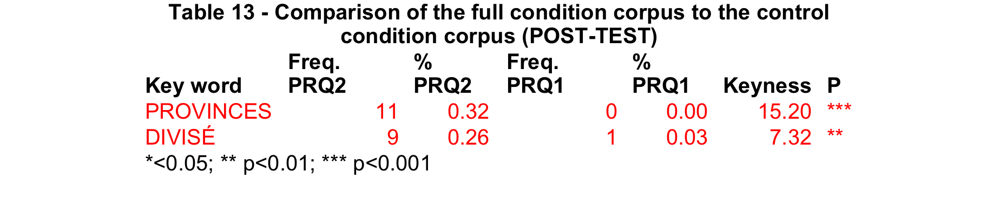 Table 13 - Comparison of the full condition corpus to the control
condition corpus (POST-TEST)
Freq. % Freq. %
Key word PRQ2 PRQ2 PRQ1 PRQ1 Keyness P
PROVINCES 11 0.32 0 0.00 15.20 ***
DIVISÉ 9 0.26 1 0.03 7.32 **
*<0.05; ** p<0.01; *** p<0.001